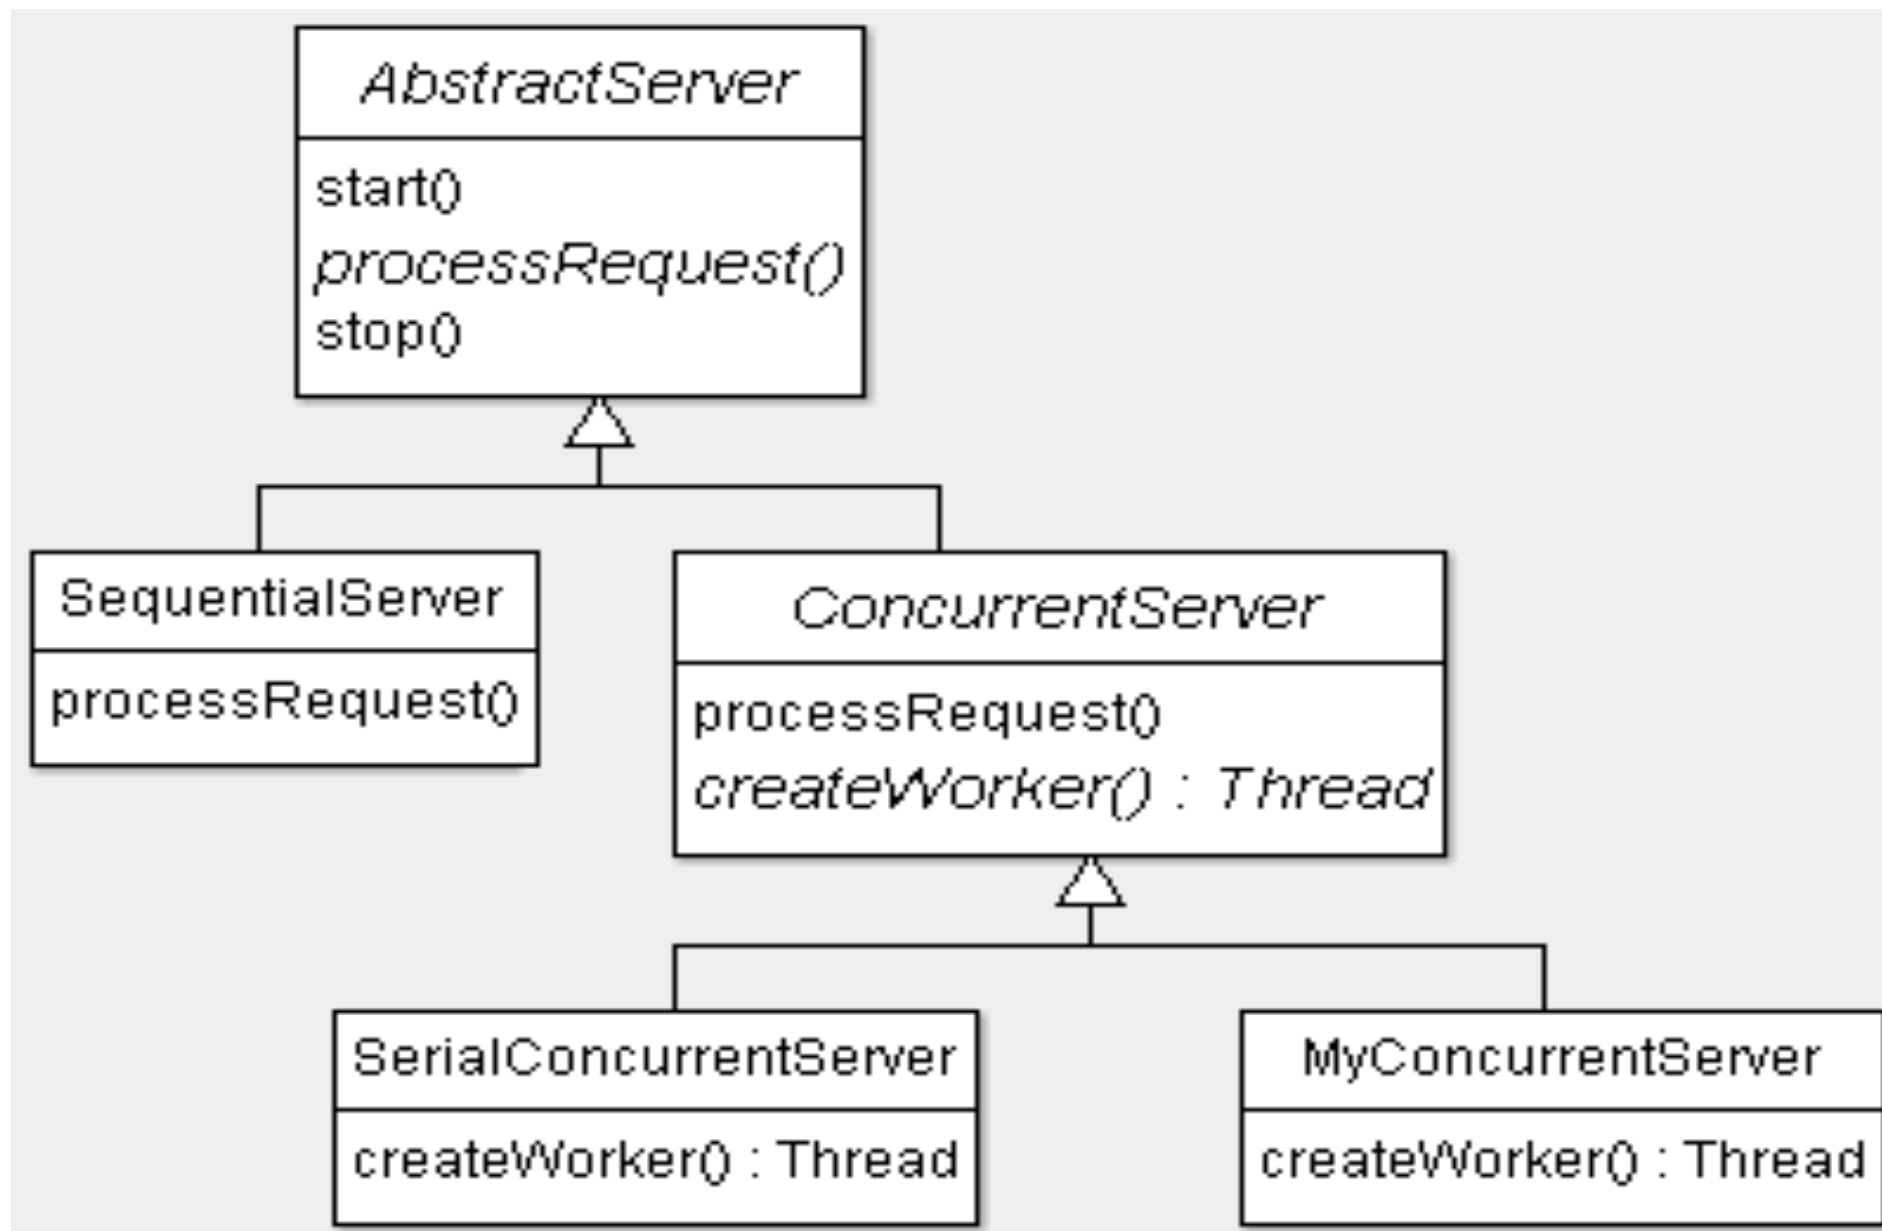 AbstractServer
start()
processRequest()
stop()
SequentialServer
processRequest()
ConcurrentServer
processRequest()
createWorker() : Thread
SerialConcurrentServer
createWorker() : Thread
MyConcurrentServer
createWorker() : Thread